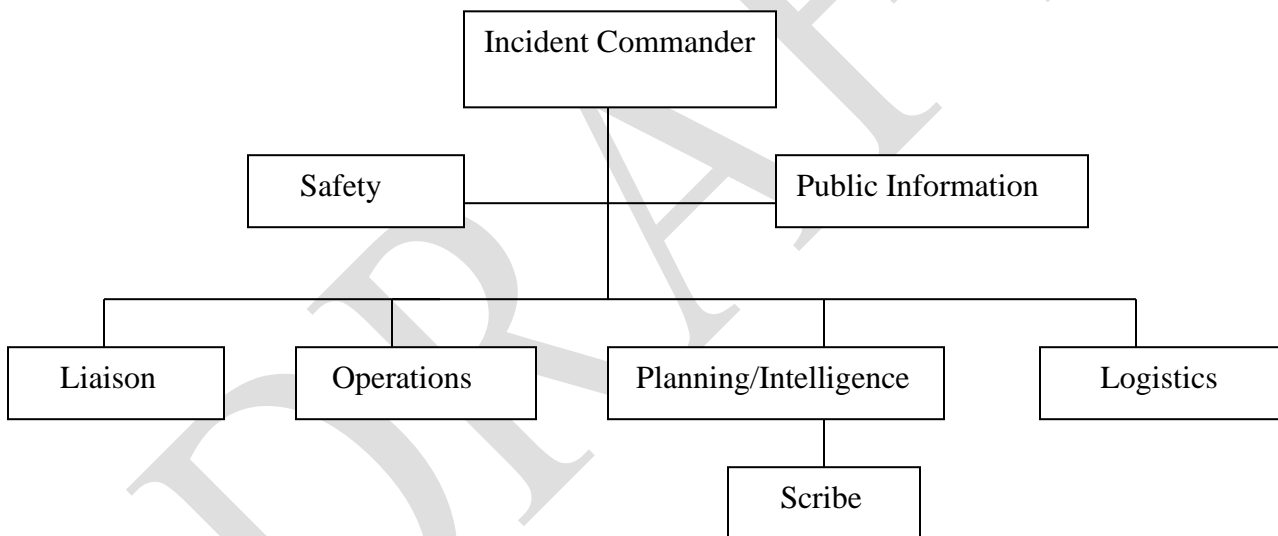 Incident Commander
Safety
Public Information
Liaison
Operations
Planning/Intelligence
Logistics
Scribe
DRAFT